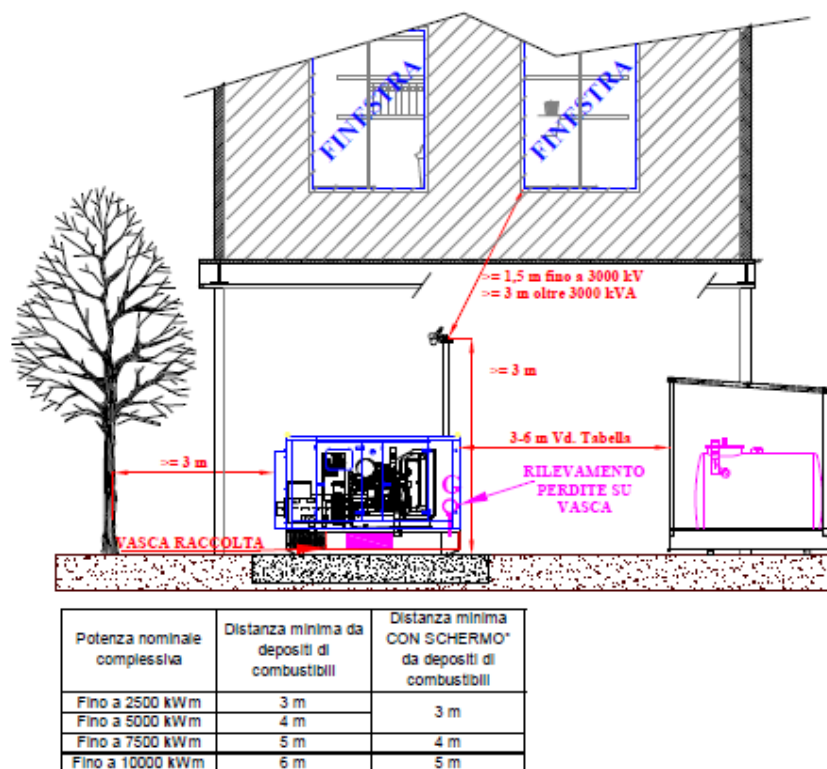 FINESTRA
FINESTRA
>= 1,5 m fino a 3000 kV
>= 3 m oltre 3000 kVA
>= 3 m
>= 3 m
3-6 m Vd. Tabella
RILEVAMENTO
PERDITE SU
VASCA
VASCA RACCOLTA
Potenza nominale
complessiva
Distanza minima da
depositi di
combustibili
Distanza minima
CON SCHERMO*
da depositi di
combustibili
Fino a 2500 kWm 3 m 3 m
Fino a 5000 kWm 4 m
Fino a 7500 kWm 5 m 4 m
Fino a 10000 kWm 6 m 5 m